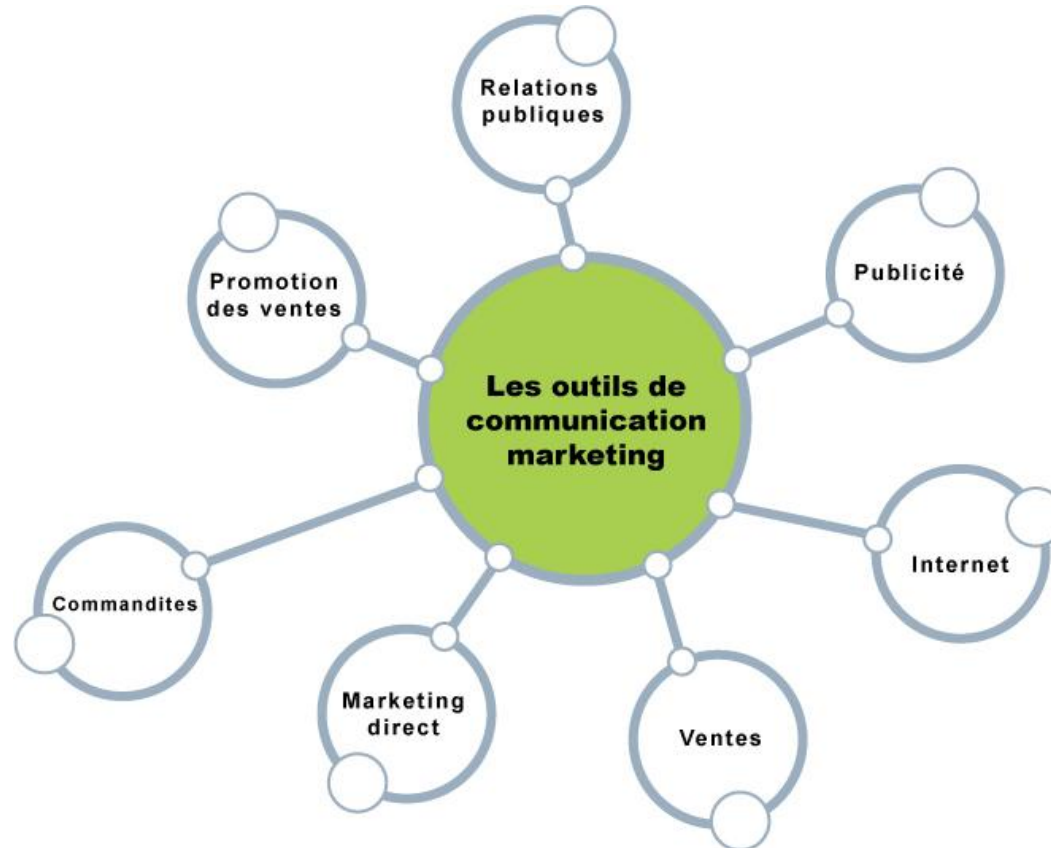 Relations
publiques
Publicité
Promotion
des ventes
Les outils de
communication
marketing
Internet
Commandites
Marketing
direct
Ventes